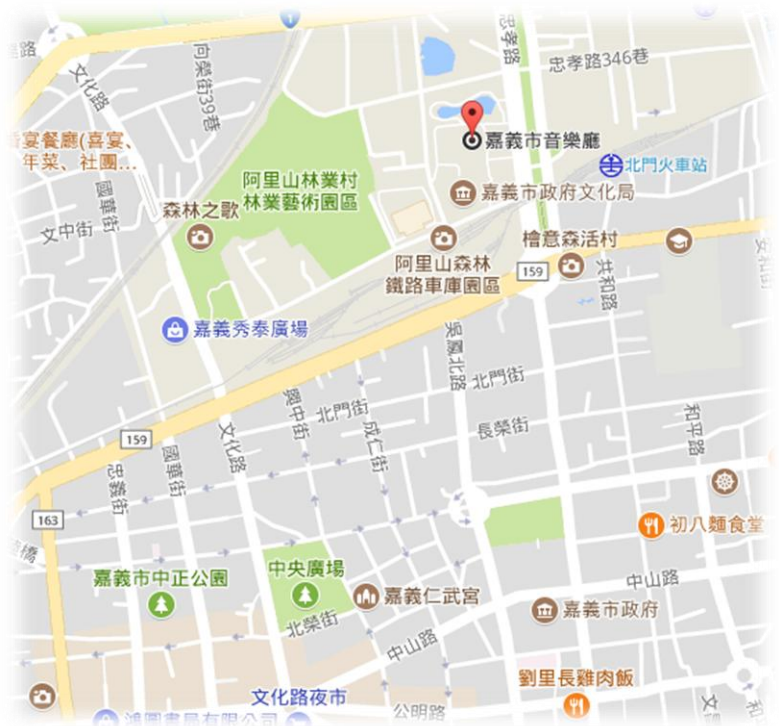 1
忠孝路
忠孝路346巷
文化路
向榮街39巷
宴餐廳(喜宴、
年菜、社團...
嘉義市音樂廳
北門火車站
阿里山林業村
林業藝術園區
嘉義市政府文化局
國華街
森林之歌
文中街
檜意森活村
阿里山森林
鐵路車庫園區
159
共和路
安和街
嘉義秀泰廣場
吳鳳北路
北門街
興中街
北門街
成仁街
長榮街
和平路
文化路
159
國華街
忠義街
163
初八麵食堂
中央廣場
嘉義市中正公園
嘉義仁武宮
中山路
嘉義市政府
北榮街
中山路
劉里長雞肉飯
文化路夜市
公明路